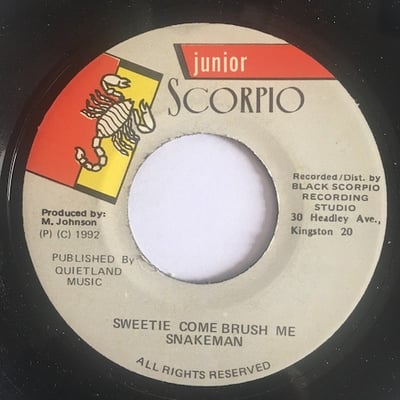 junior
SCORPIO
Recorded/Dist. by
BLACK SCORPIO
RECORDING
STUDIO
30 Headley Ave.,
Kingston 20
Produced by:
M. Johnson
(P) (C) 1992
PUBLISHED By
QUIETLAND
MUSIC
SWEETIE COME BRUSH ME
SNAKEMAN
ALL RIGHTS RESERVED